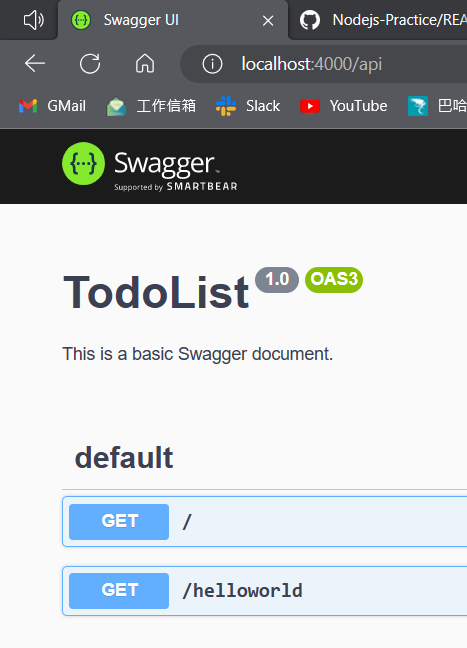 Swagger UI
Nodejs-Practice/REA
localhost:4000/api
GMail
工作信箱
Slack
YouTube
巴哈
Swagger
Supported by SMARTBEAR
TodoList 1.0 OAS3
This is a basic Swagger document.
default
GET /
GET /helloworld